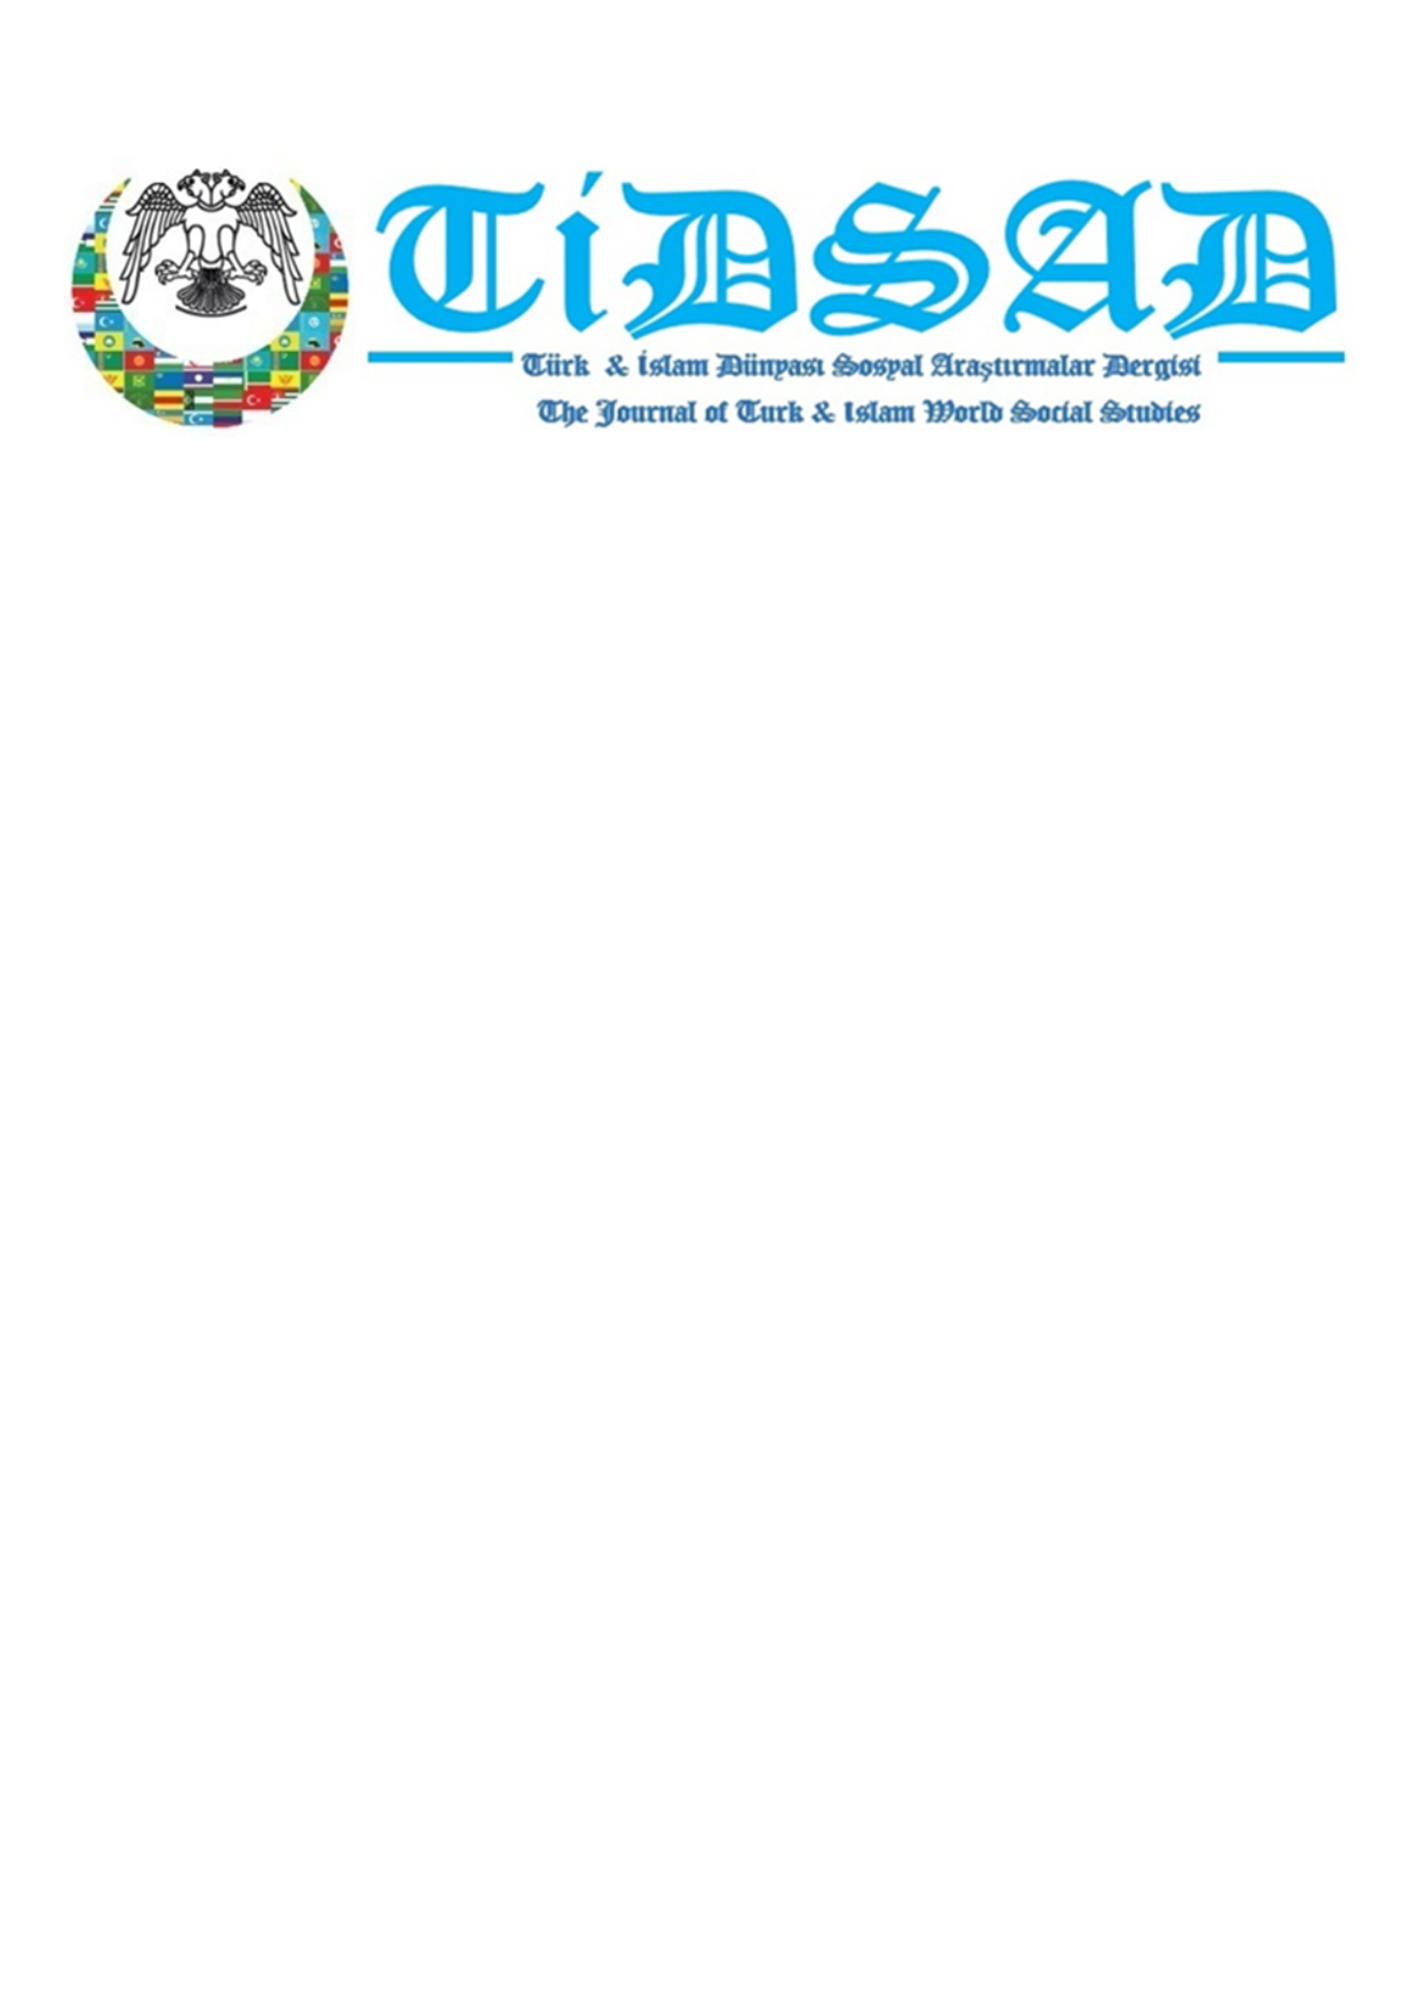 TİDSAD
Türk & İslam Dünyası Sosyal Araştırmalar Dergisi
The Journal of Turk & Islam World Social Studies